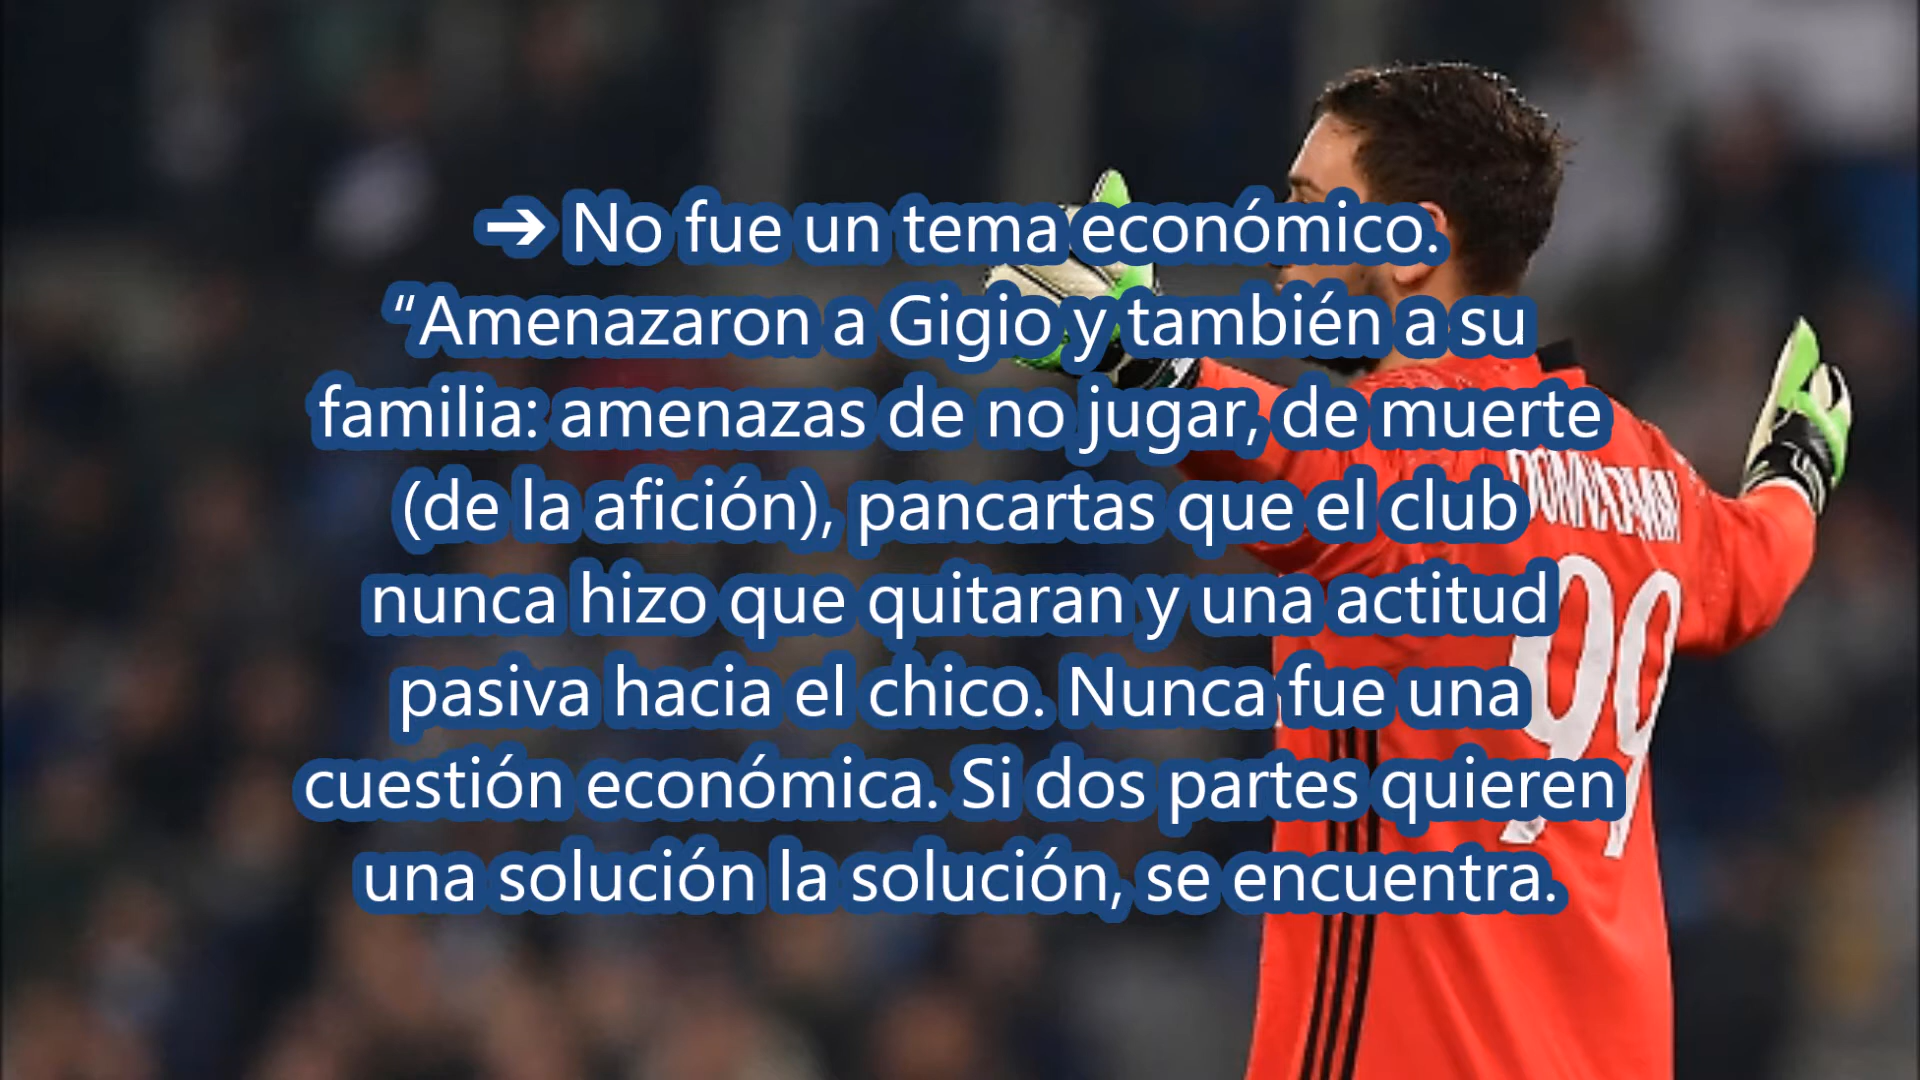 ➔ No fue un tema económico.
“Amenazaron a Gigio y también a su
familia: amenazas de no jugar, de muerte
(de la afición), pancartas que el club
nunca hizo que quitaran y una actitud
pasiva hacia el chico. Nunca fue una
cuestión económica. Si dos partes quieren
una solución la solución, se encuentra.
99